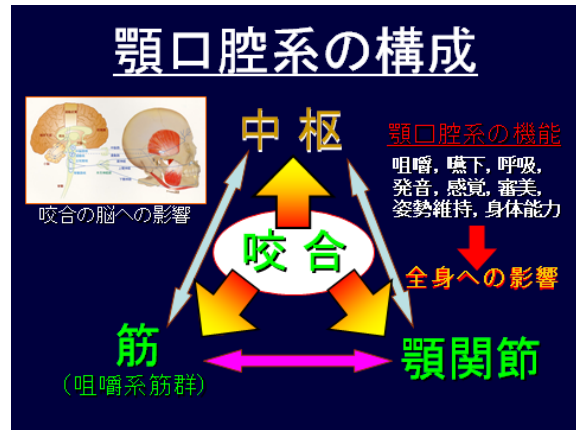 顎口腔系の構成
中枢
顎口腔系の機能
咀嚼, 嚥下, 呼吸,
発音, 感覚, 審美,
姿勢維持, 身体能力
咬合の脳への影響
咬合
全身への影響
筋
(咀嚼系筋群)
顎関節